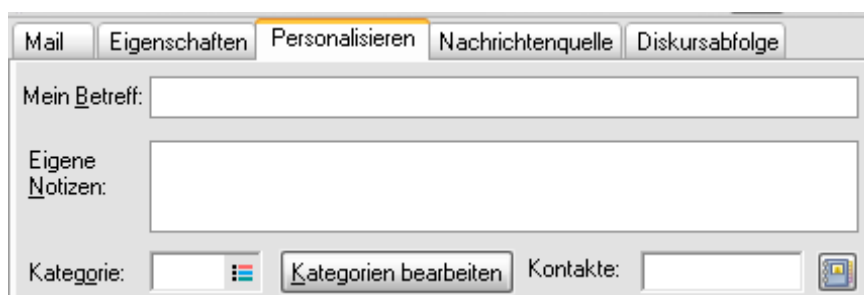 Mail Eigenschaften Personalisieren Nachrichtenquelle Diskursabfolge
Mein Betreff:
Eigene
Notizen:
Kategorie: Kategorien bearbeiten Kontakte: